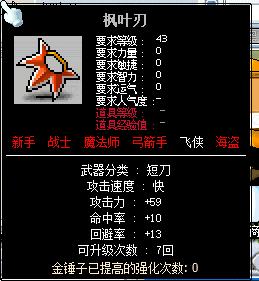 枫叶刃
要求等级： 43
要求力量： 0
要求敏捷： 0
要求智力： 0
要求运气： 0
要求人气度： -
道具等级： -
道具经验值： -
新手 战士 魔法师 弓箭手 飞侠 海盗
武器分类 ： 短刀
攻击速度 ： 快
攻击力 ： +59
命中率 ： +10
回避率 ： +13
可升级次数 ： 7回
金锤子已提高的强化次数: 0